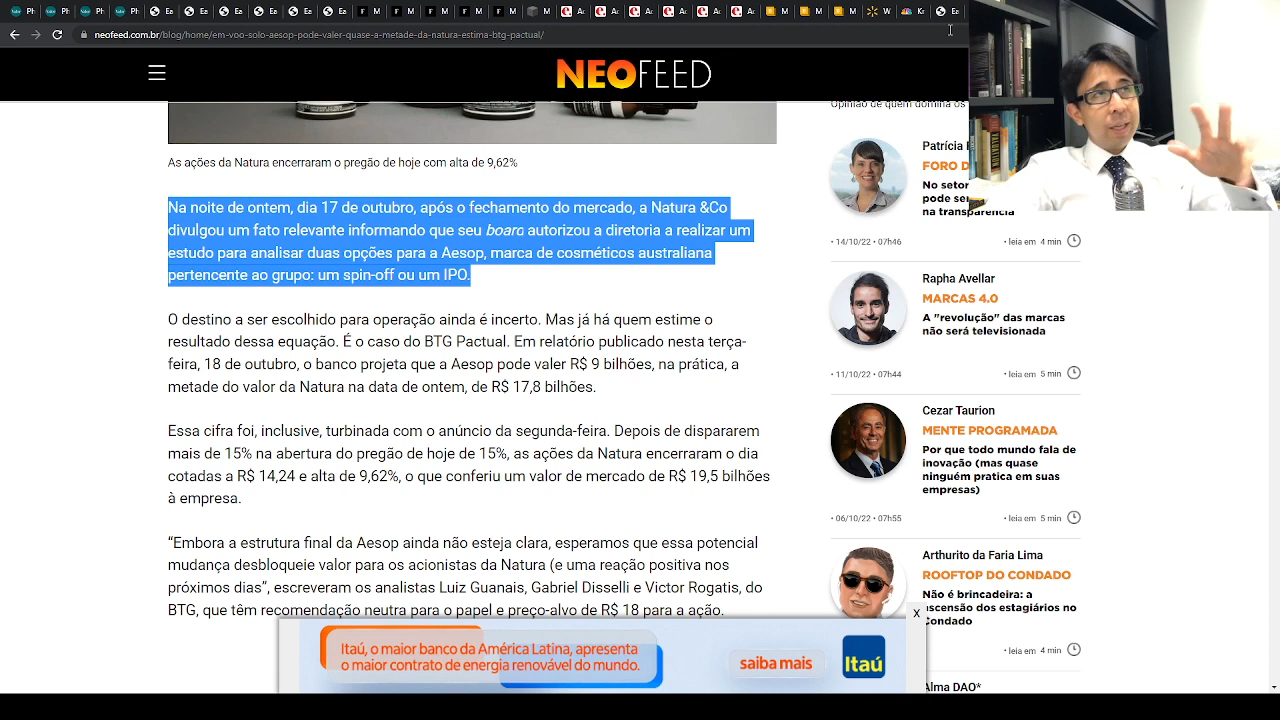 neofeed.com.br/blog/home/em-voo-solo-aesop-pode-valer-quase-a-metade-da-natura-estima-btg-pactual/
NEOFEED
As ações da Natura encerraram o pregão de hoje com alta de 9,62%
Na noite de ontem, dia 17 de outubro, após o fechamento do mercado, a Natura &Co
divulgou um fato relevante informando que seu board autorizou a diretoria a realizar um
estudo para analisar duas opções para a Aesop, marca de cosméticos australiana
pertencente ao grupo: um spin-off ou um IPO.
O destino a ser escolhido para operação ainda é incerto. Mas já há quem estime o
resultado dessa equação. É o caso do BTG Pactual. Em relatório publicado nesta terça-
feira, 18 de outubro, o banco projeta que a Aesop pode valer R$ 9 bilhões, na prática, a
metade do valor da Natura na data de ontem, de R$ 17,8 bilhões.
Essa cifra foi, inclusive, turbinada com o anúncio da segunda-feira. Depois de dispararem
mais de 15% na abertura do pregão de hoje de 15%, as ações da Natura encerraram o dia
cotadas a R$ 14,24 e alta de 9,62%, o que conferiu um valor de mercado de R$ 19,5 bilhões
à empresa.
“Embora a estrutura final da Aesop ainda não esteja clara, esperamos que essa potencial
mudança desbloqueie valor para os acionistas da Natura (e uma reação positiva nos
próximos dias”, escreveram os analistas Luiz Guanais, Gabriel Disselli e Victor Rogatis, do
BTG, que têm recomendação neutra para o papel e preço-alvo de R$ 18 para a ação.
Opinião de quem domina os
Patrícia
FORO D
No setor
pode se
na transparência
• 14/10/22 • 07h46 • leia em 4 min
Rapha Avellar
MARCAS 4.0
A "revolução" das marcas
não será televisionada
• 11/10/22 • 07h44 • leia em 5 min
Cezar Taurion
MENTE PROGRAMADA
Por que todo mundo fala de
inovação (mas quase
ninguém pratica em suas
empresas)
• 06/10/22 • 07h55 • leia em 5 min
Arthurito da Faria Lima
ROOFTOP DO CONDADO
Não é brincadeira: a
ascensão dos estagiários no
Condado
• leia em 4 min
Alma DAO*
Itaú, o maior banco da América Latina, apresenta
o maior contrato de energia renovável do mundo.
saiba mais
Itaú
X
VALUATION